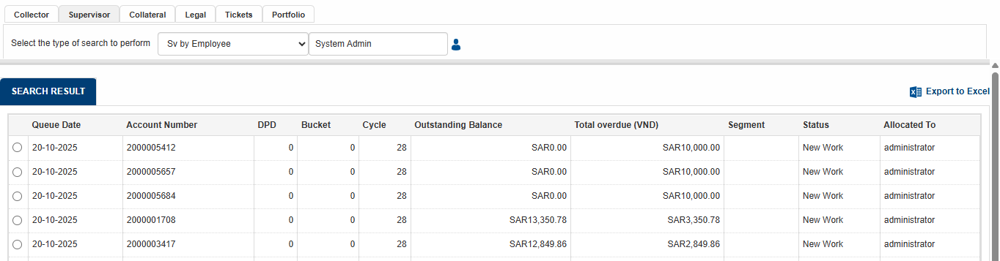 Collector Supervisor Collateral Legal Tickets Portfolio
Select the type of search to perform Sv by Employee System Admin
SEARCH RESULT Export to Excel
Queue Date Account Number DPD Bucket Cycle Outstanding Balance Total overdue (VND) Segment Status Allocated To
20-10-2025 2000005412 0 0 28 SAR0.00 SAR10,000.00 New Work administrator
20-10-2025 2000005657 0 0 28 SAR0.00 SAR10,000.00 New Work administrator
20-10-2025 2000005684 0 0 28 SAR0.00 SAR10,000.00 New Work administrator
20-10-2025 2000001708 0 0 28 SAR13,350.78 SAR3,350.78 New Work administrator
20-10-2025 2000003417 0 0 28 SAR12,849.86 SAR2,849.86 New Work administrator